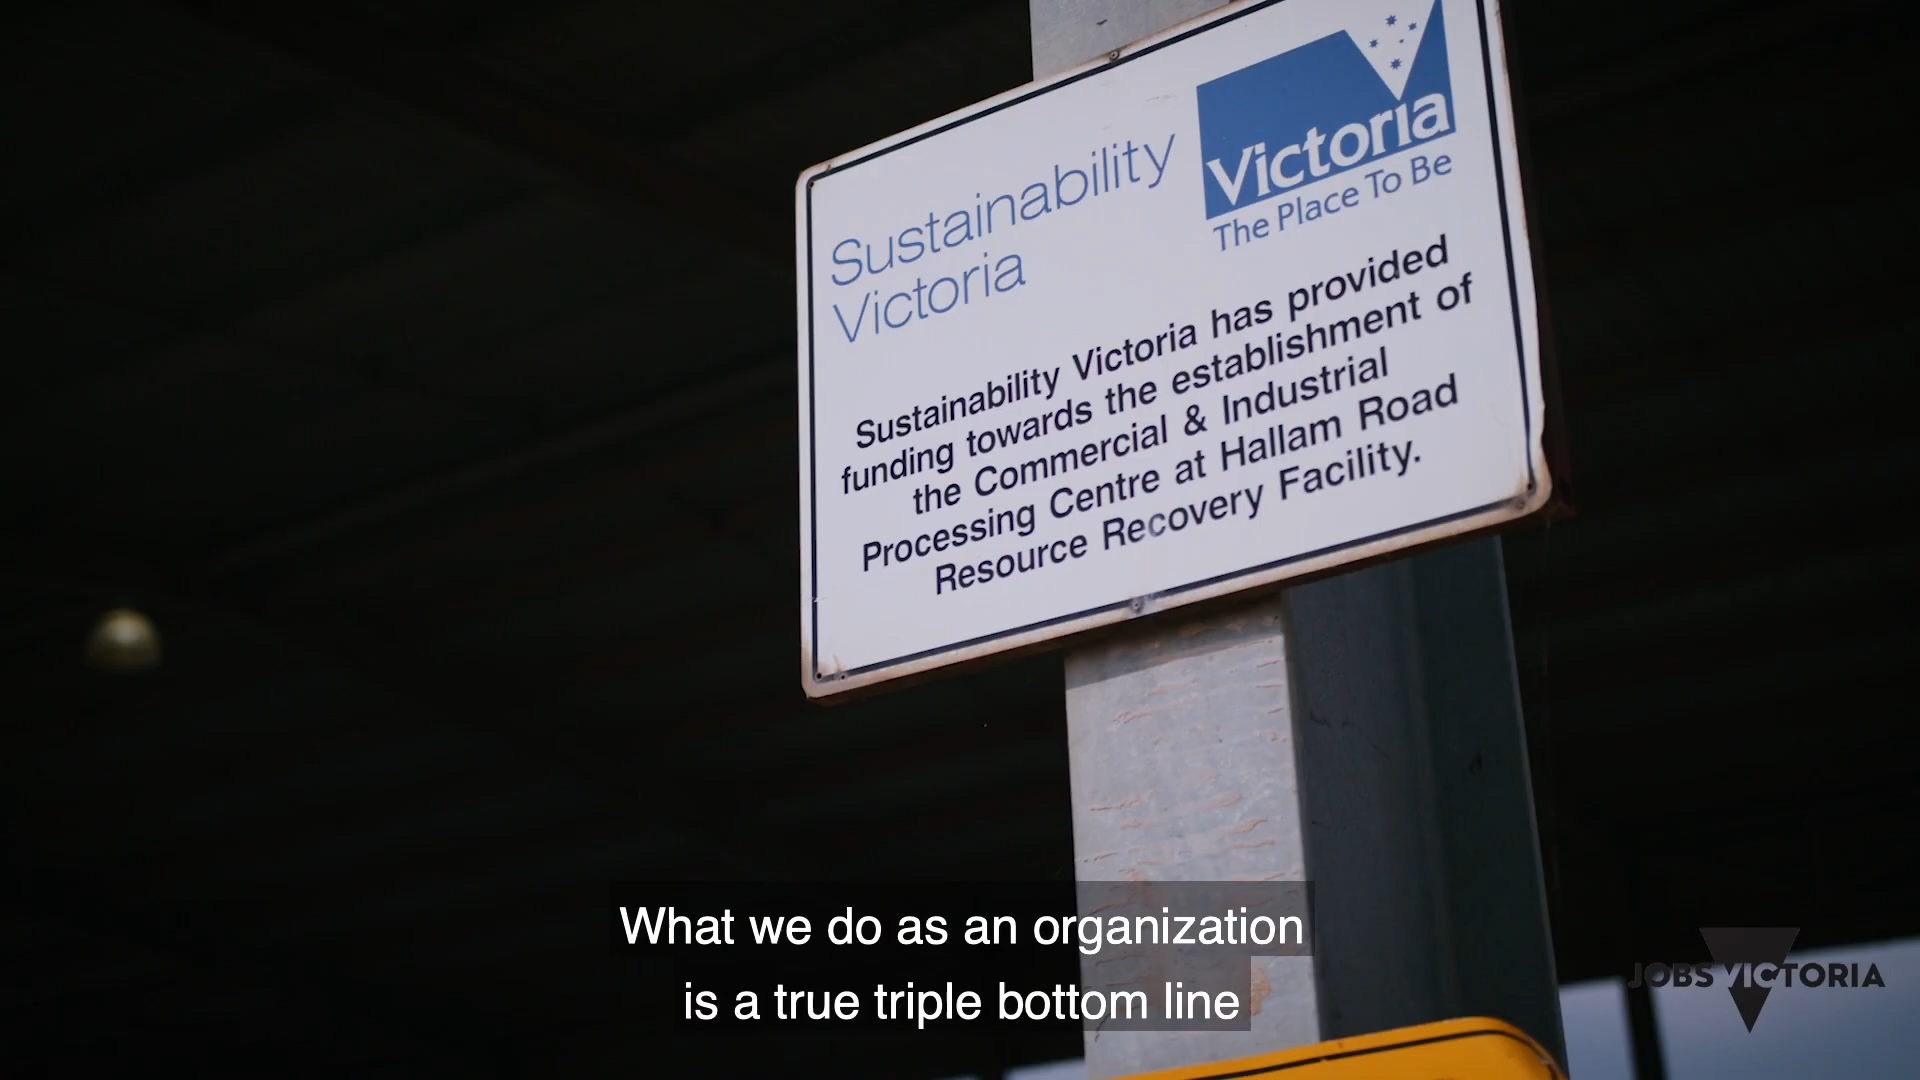 Sustainability
Victoria
Victoria
The Place To Be
Sustainability Victoria has provided
funding towards the establishment of
the Commercial & Industrial
Processing Centre at Hallam Road
Resource Recovery Facility.
What we do as an organization
is a true triple bottom line
JOBS VICTORIA